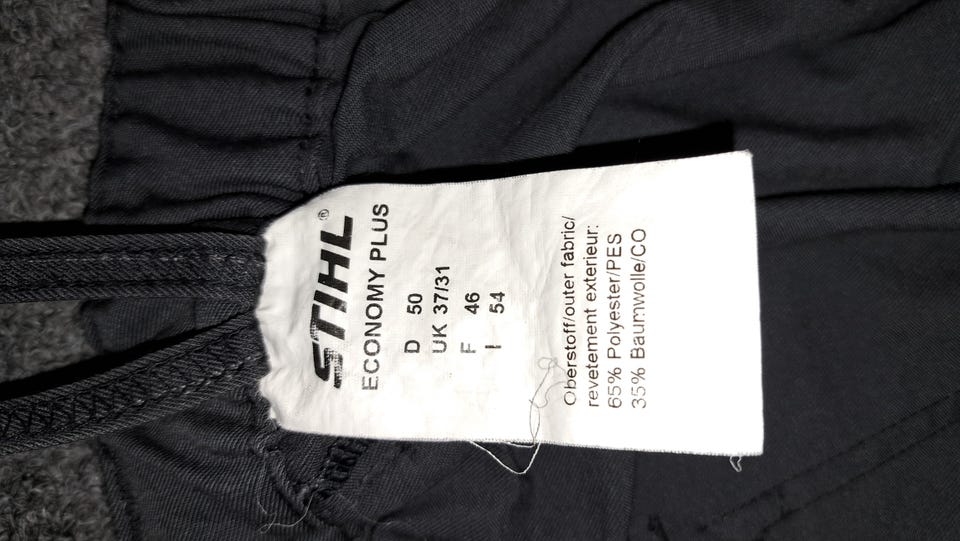 STIHL®
ECONOMY PLUS
D 50
UK 37/31
F 46
I 54
Oberstoff/outer fabric/
revetement exterieur:
65% Polyester/PES
35% Baumwolle/CO